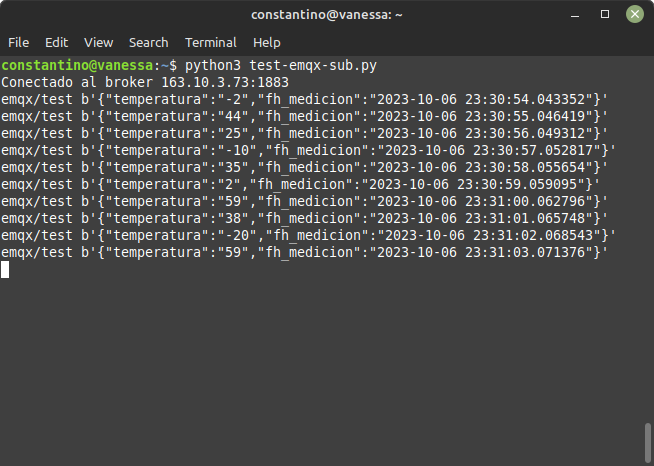 constantino@vanessa: ~
File Edit View Search Terminal Help
constantino@vanessa:~$ python3 test-emqx-sub.py
Conectado al broker 163.10.3.73:1883
emqx/test b'{"temperatura":"-2","fh_medicion":"2023-10-06 23:30:54.043352"}'
emqx/test b'{"temperatura":"44","fh_medicion":"2023-10-06 23:30:55.046419"}'
emqx/test b'{"temperatura":"25","fh_medicion":"2023-10-06 23:30:56.049312"}'
emqx/test b'{"temperatura":"-10","fh_medicion":"2023-10-06 23:30:57.052817"}'
emqx/test b'{"temperatura":"35","fh_medicion":"2023-10-06 23:30:58.055654"}'
emqx/test b'{"temperatura":"2","fh_medicion":"2023-10-06 23:30:59.059095"}'
emqx/test b'{"temperatura":"59","fh_medicion":"2023-10-06 23:31:00.062796"}'
emqx/test b'{"temperatura":"38","fh_medicion":"2023-10-06 23:31:01.065748"}'
emqx/test b'{"temperatura":"-20","fh_medicion":"2023-10-06 23:31:02.068543"}'
emqx/test b'{"temperatura":"59","fh_medicion":"2023-10-06 23:31:03.071376"}'